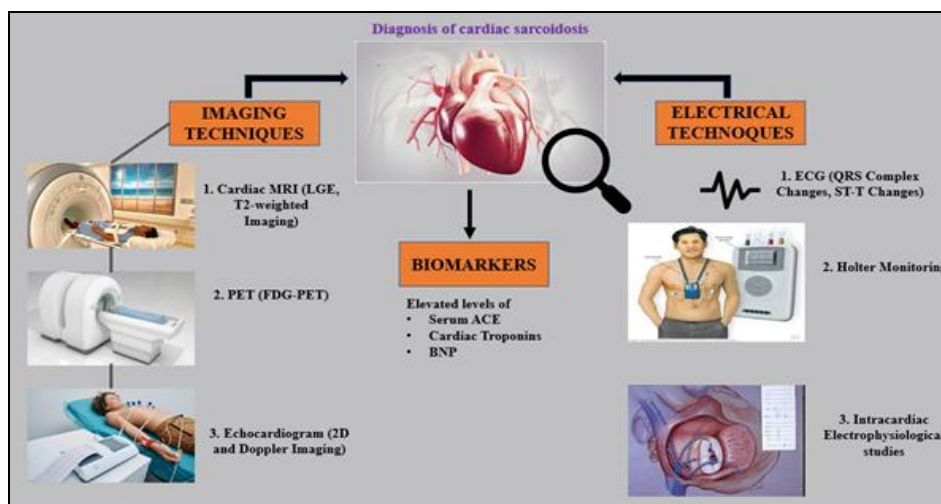 Diagnosis of cardiac sarcoidosis
IMAGING
TECHNIQUES
1. Cardiac MRI (LGE,
T2-weighted
Imaging)
2. PET (FDG-PET)
3. Echocardiogram (2D
and Doppler Imaging)
BIOMARKERS
Elevated levels of
• Serum ACE
• Cardiac Troponins
• BNP
ELECTRICAL
TECHNOQUES
1. ECG (QRS Complex
Changes, ST-T Changes)
2. Holter Monitoring
3. Intracardiac
Electrophysiological
studies